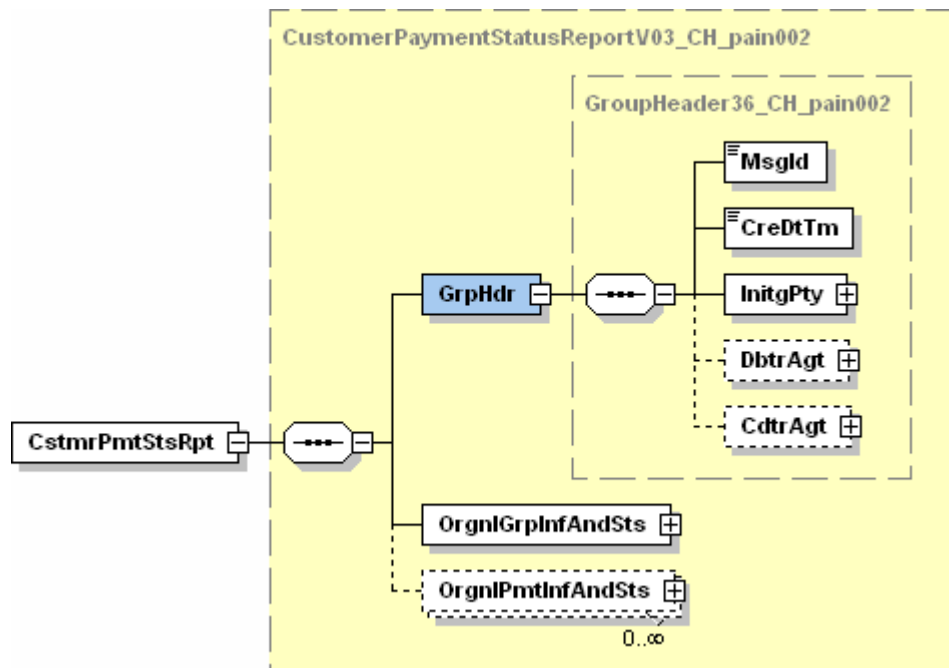 CustomerPaymentStatusReportV03_CH_pain002
GroupHeader36_CH_pain002
MsgId
CreDtTm
GrpHdr
InitgPty
DbtrAgt
CdtrAgt
CstmrPmtStsRpt
OrgnlGrpInfAndSts
OrgnlPmtInfAndSts
0..∞